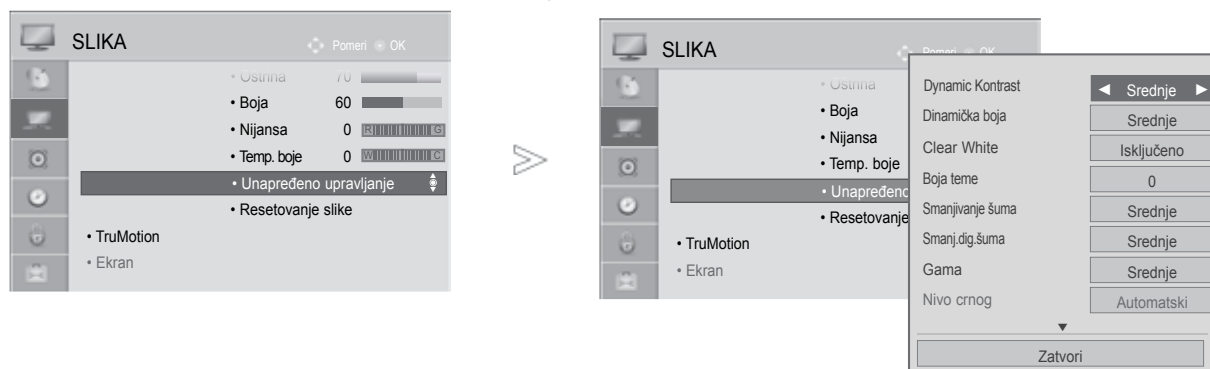 SLIKA
Pomeri OK
• Oštrina 70
• Boja 60
• Nijansa 0 R G
• Temp. boje 0 W C
• Unapređeno upravljanje
• Resetovanje slike
• TruMotion
• Ekran
SLIKA
Pomeri OK
• Oštrina
• Boja
• Nijansa
• Temp. boje
• Unapređeno
• Resetovanje
• TruMotion
• Ekran
Dynamic Kontrast ◄ Srednje ►
Dinamička boja Srednje
Clear White Isključeno
Boja teme 0
Smanjivanje šuma Srednje
Smanj.dig.šuma Srednje
Gama Srednje
Nivo crnog Automatski
▼
Zatvori